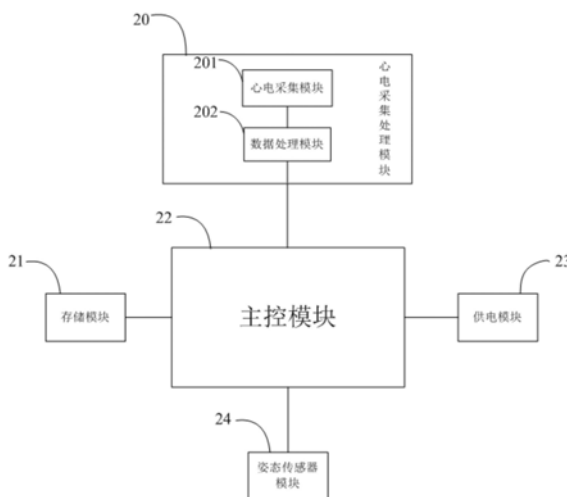 20
201
心电采集模块
202
数据处理模块
心电采集处理模块
22
21
23
存储模块
主控模块
供电模块
24
姿态传感器
模块